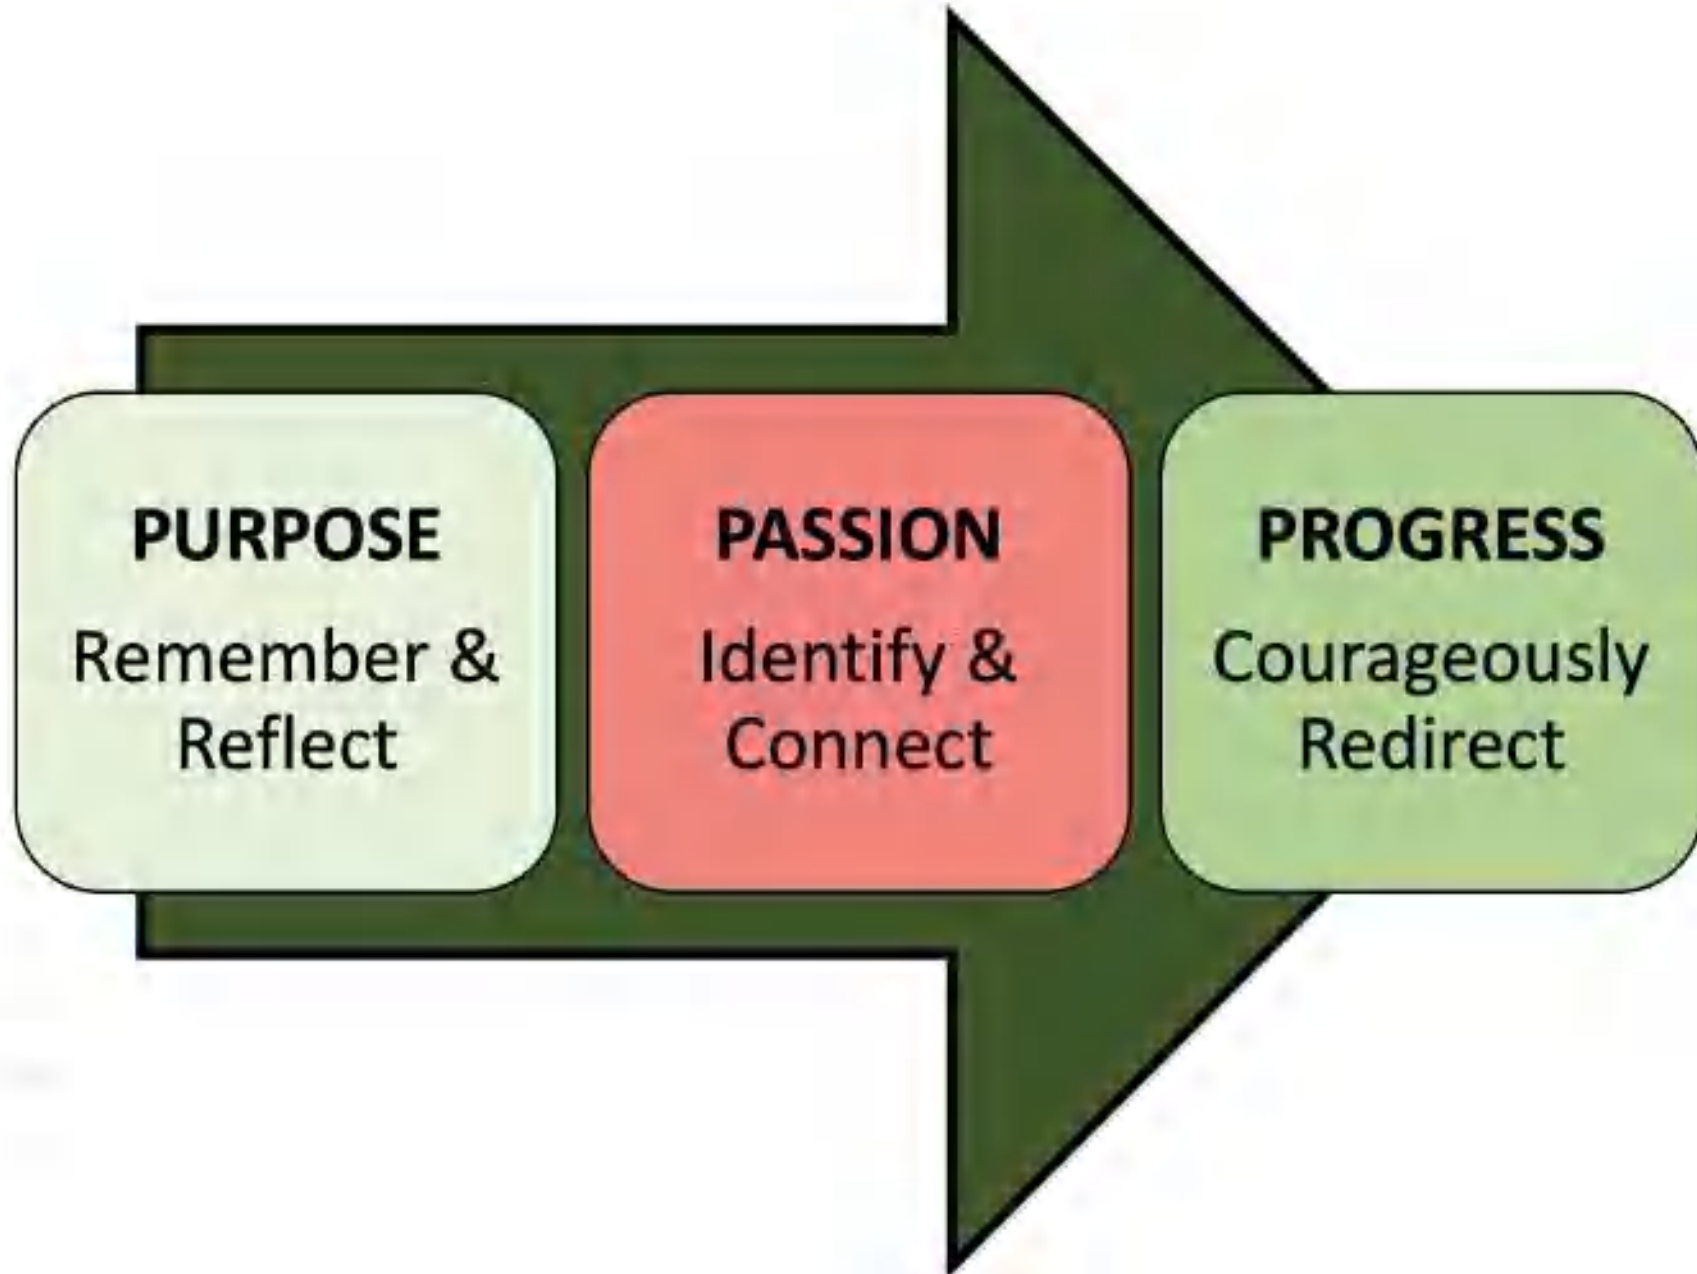 PURPOSE
Remember &
Reflect
PASSION
Identify &
Connect
PROGRESS
Courageously
Redirect